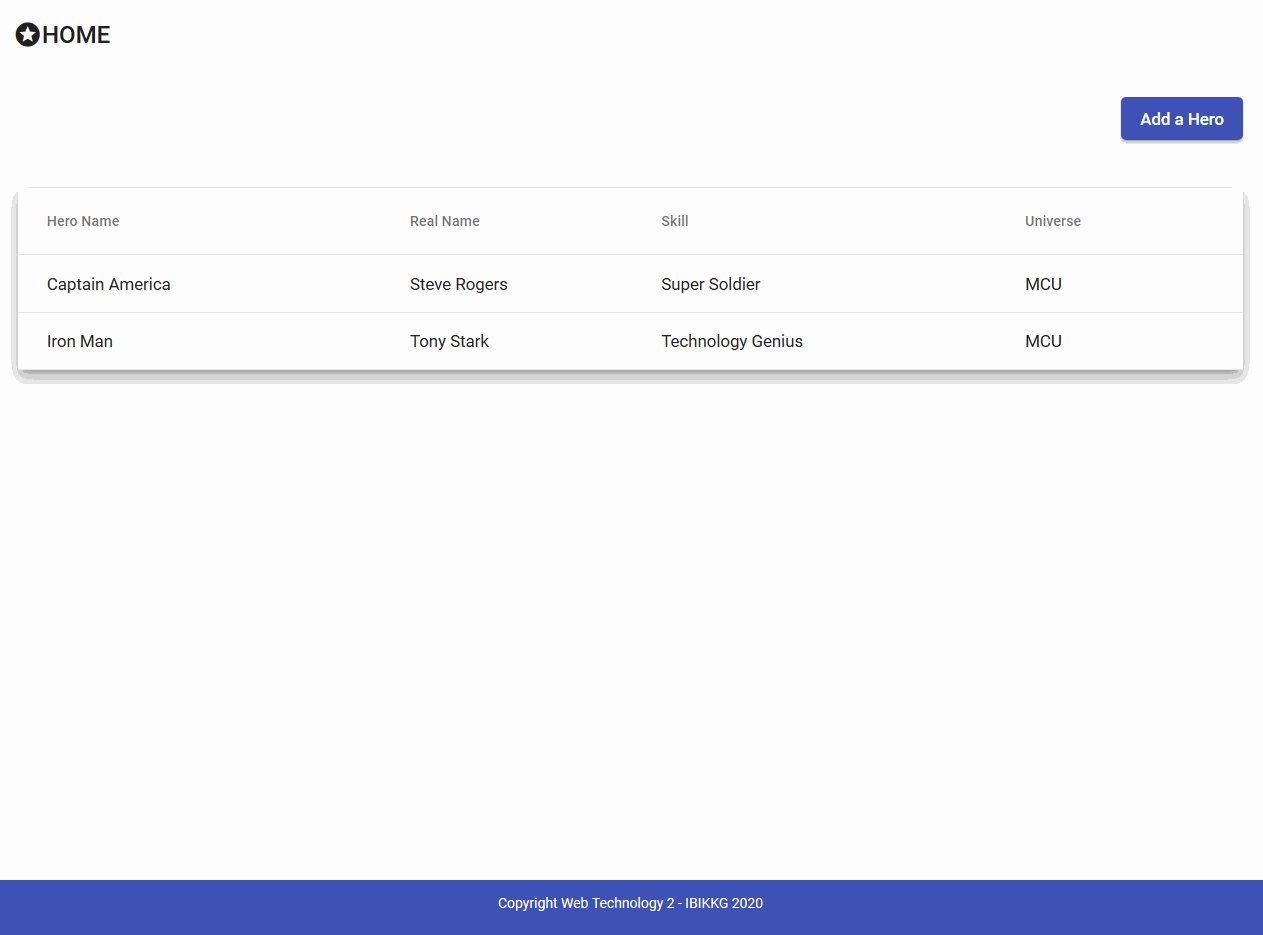 HOME
Add a Hero
Hero Name Real Name Skill Universe
Captain America Steve Rogers Super Soldier MCU
Iron Man Tony Stark Technology Genius MCU
Copyright Web Technology 2 - IBIKKG 2020